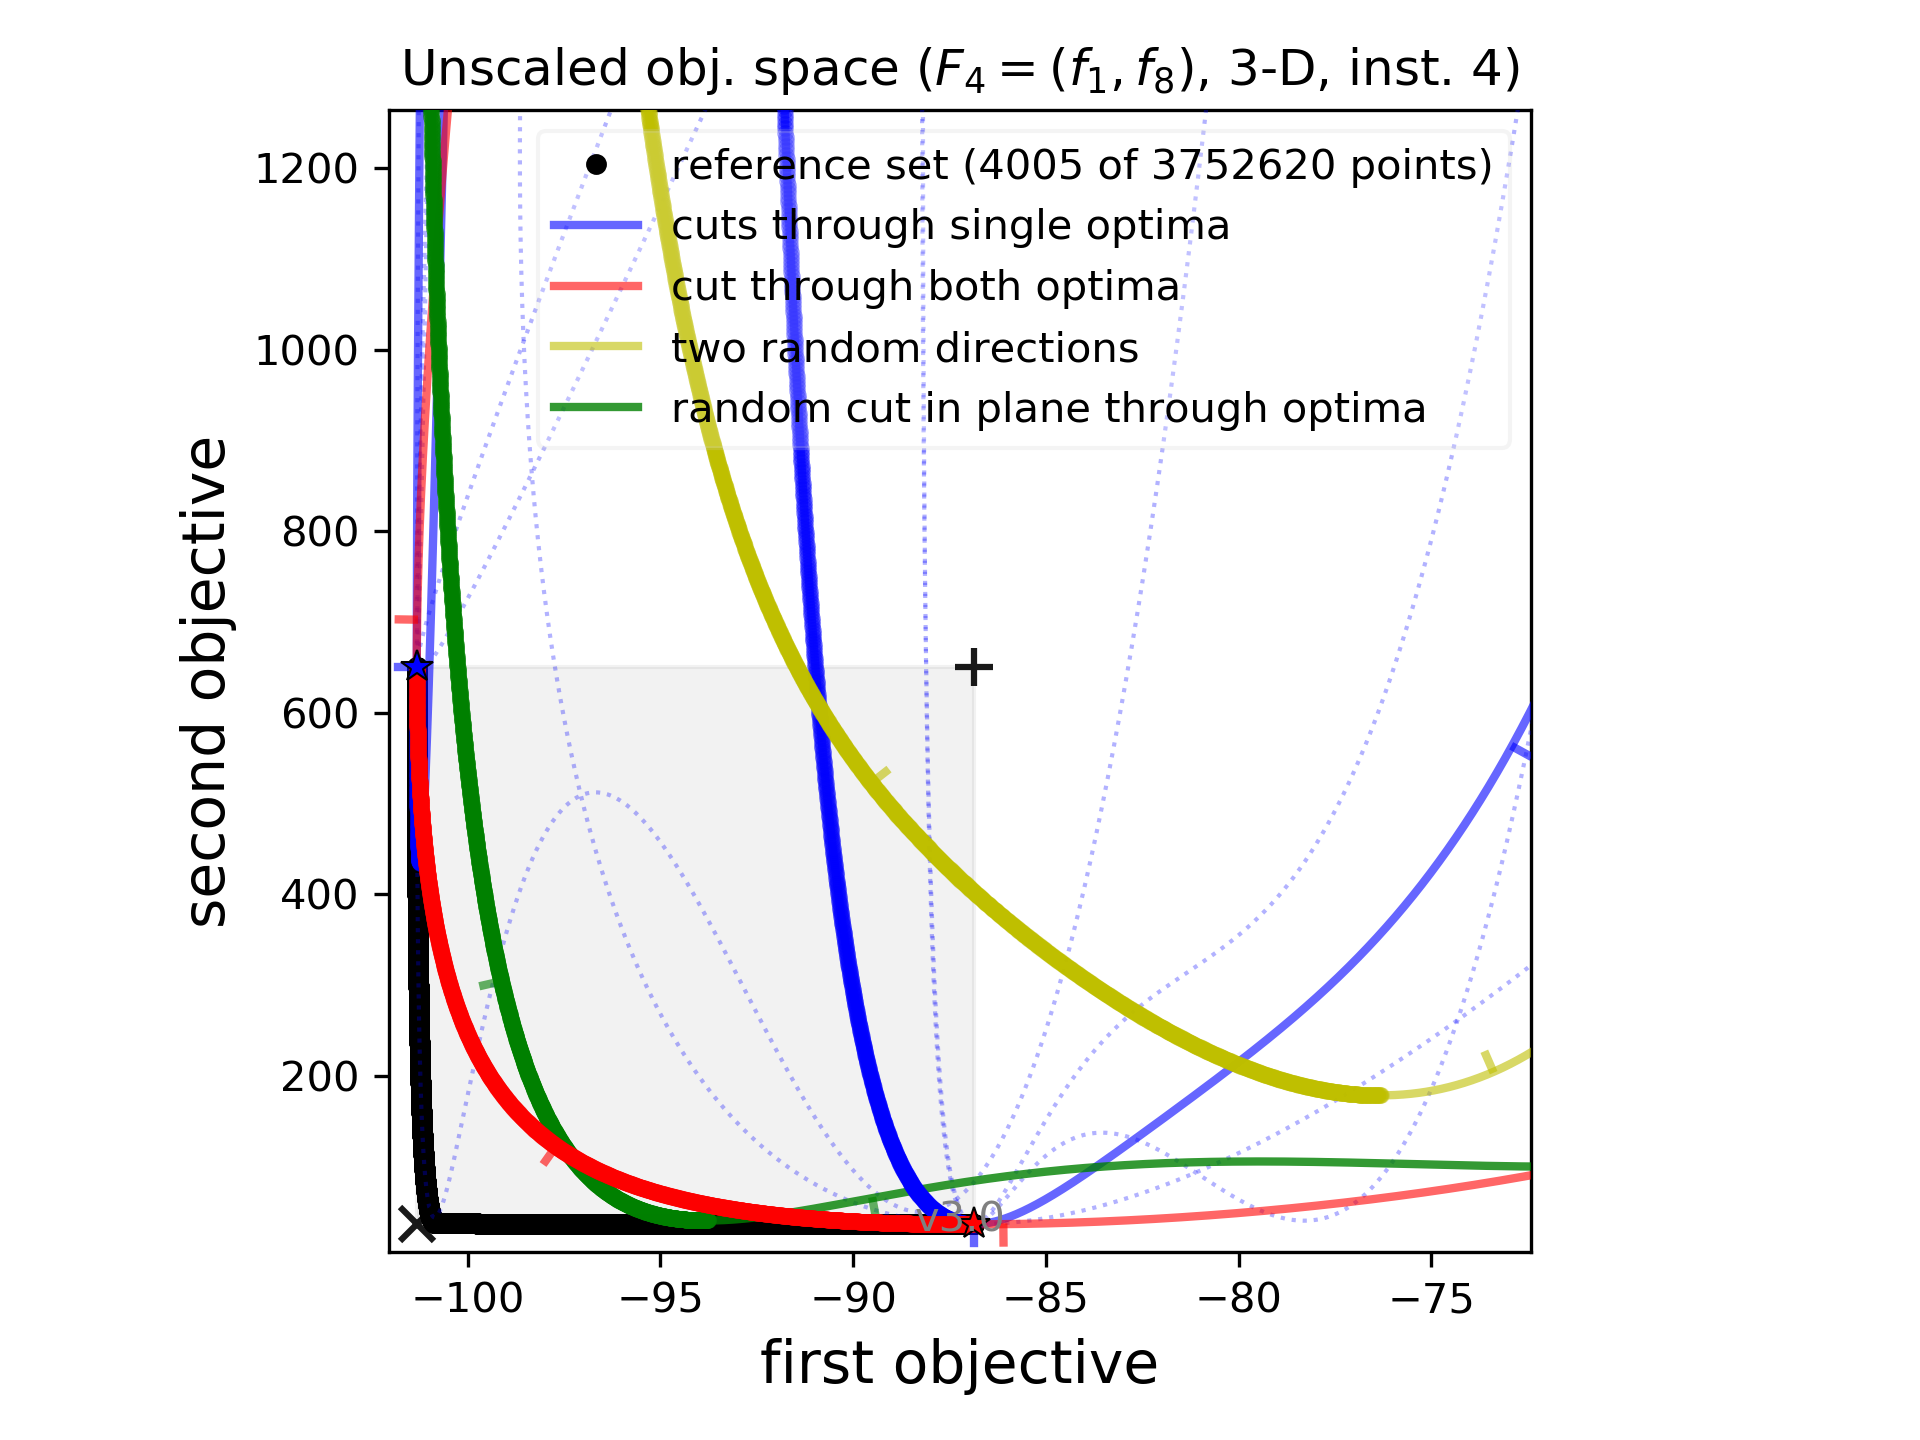 Unscaled obj. space (F₄ = (f₁, f₈), 3-D, inst. 4)
reference set (4005 of 3752620 points)
cuts through single optima
cut through both optima
two random directions
random cut in plane through optima
second objective
1200
1000
800
600
400
200
v3.0
−100
−95
−90
−85
−80
−75
first objective